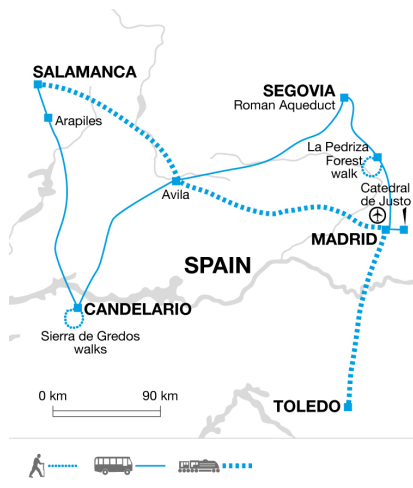 SALAMANCA
Arapiles
SEGOVIA
Roman Aqueduct
La Pedriza
Forest
walk
Catedral
de Justo
Avila
MADRID
SPAIN
CANDELARIO
Sierra de Gredos
walks
0 km
90 km
TOLEDO